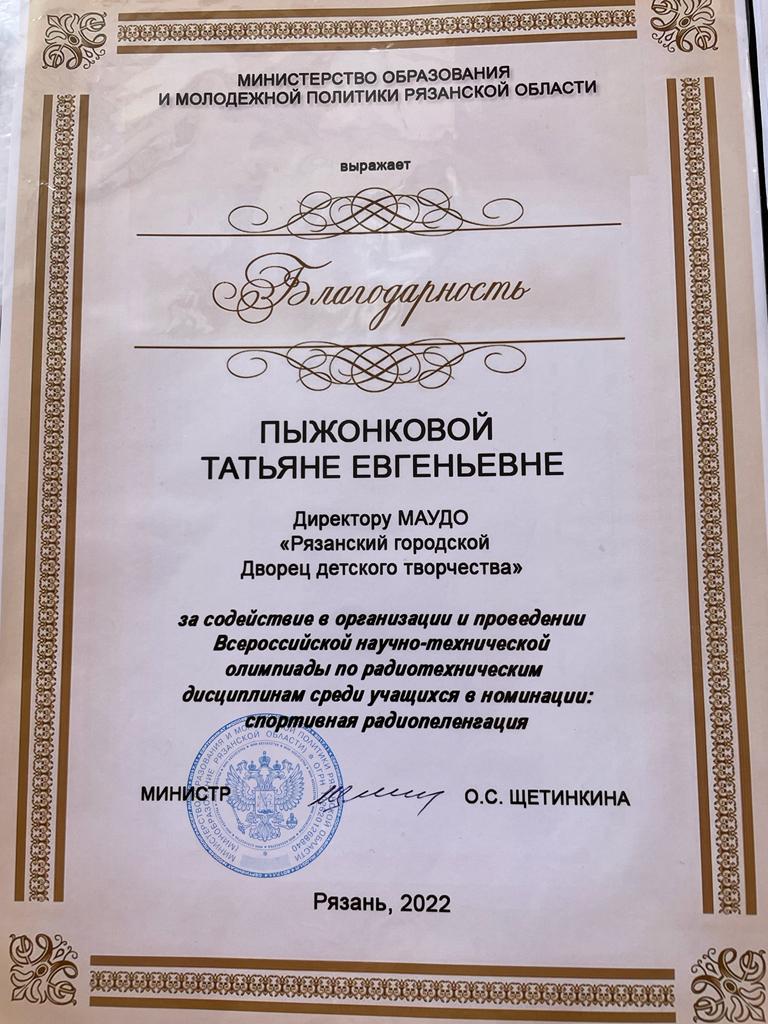 МИНИСТЕРСТВО ОБРАЗОВАНИЯ
И МОЛОДЕЖНОЙ ПОЛИТИКИ РЯЗАНСКОЙ ОБЛАСТИ
выражает
Благодарность
ПЫЖОНКОВОЙ
ТАТЬЯНЕ ЕВГЕНЬЕВНЕ
Директору МАУДО
«Рязанский городской
Дворец детского творчества»
за содействие в организации и проведении
Всероссийской научно-технической
олимпиады по радиотехническим
дисциплинам среди учащихся в номинации:
спортивная радиопеленгация
МИНИСТР
О.С. ЩЕТИНКИНА
Рязань, 2022